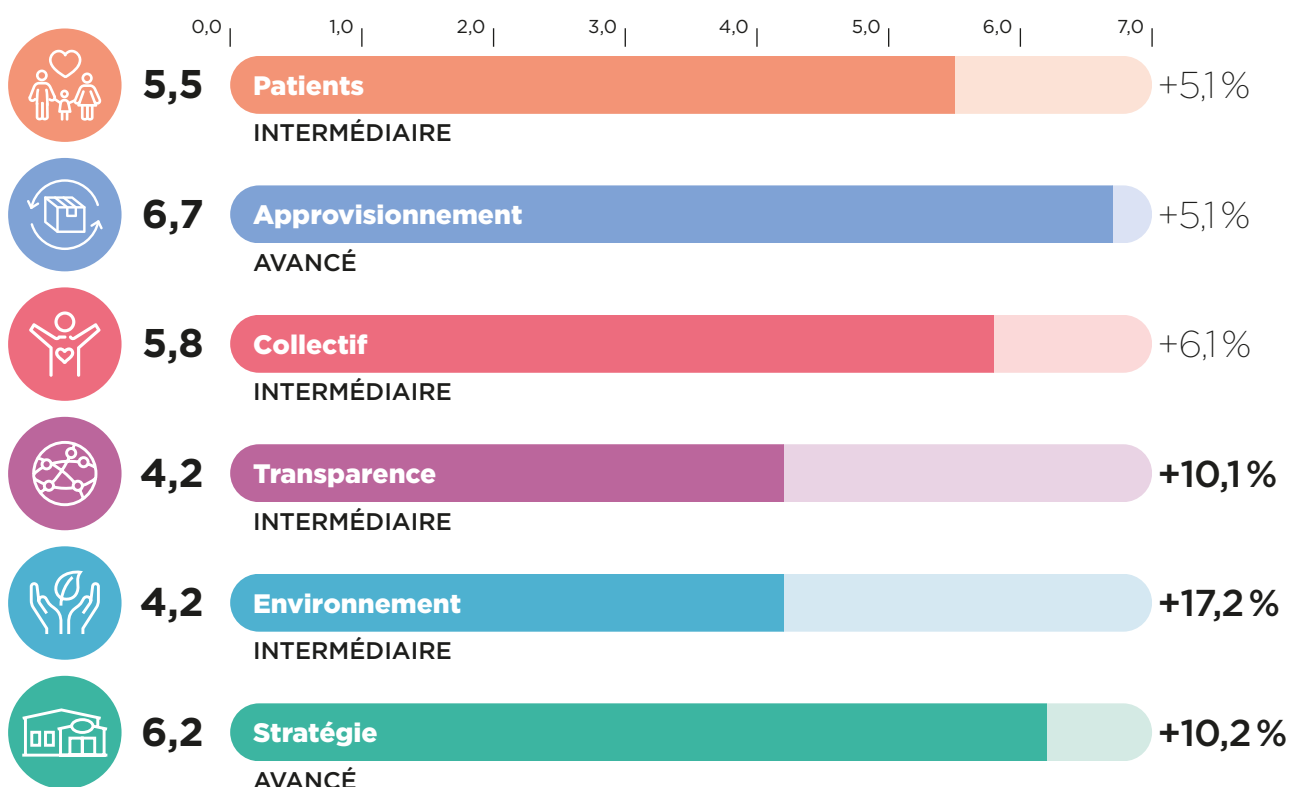 0,0 1,0 2,0 3,0 4,0 5,0 6,0 7,0
5,5 Patients +5,1 %
INTERMÉDIAIRE
6,7 Approvisionnement +5,1 %
AVANCÉ
5,8 Collectif +6,1 %
INTERMÉDIAIRE
4,2 Transparence +10,1 %
INTERMÉDIAIRE
4,2 Environnement +17,2 %
INTERMÉDIAIRE
6,2 Stratégie +10,2 %
AVANCÉ